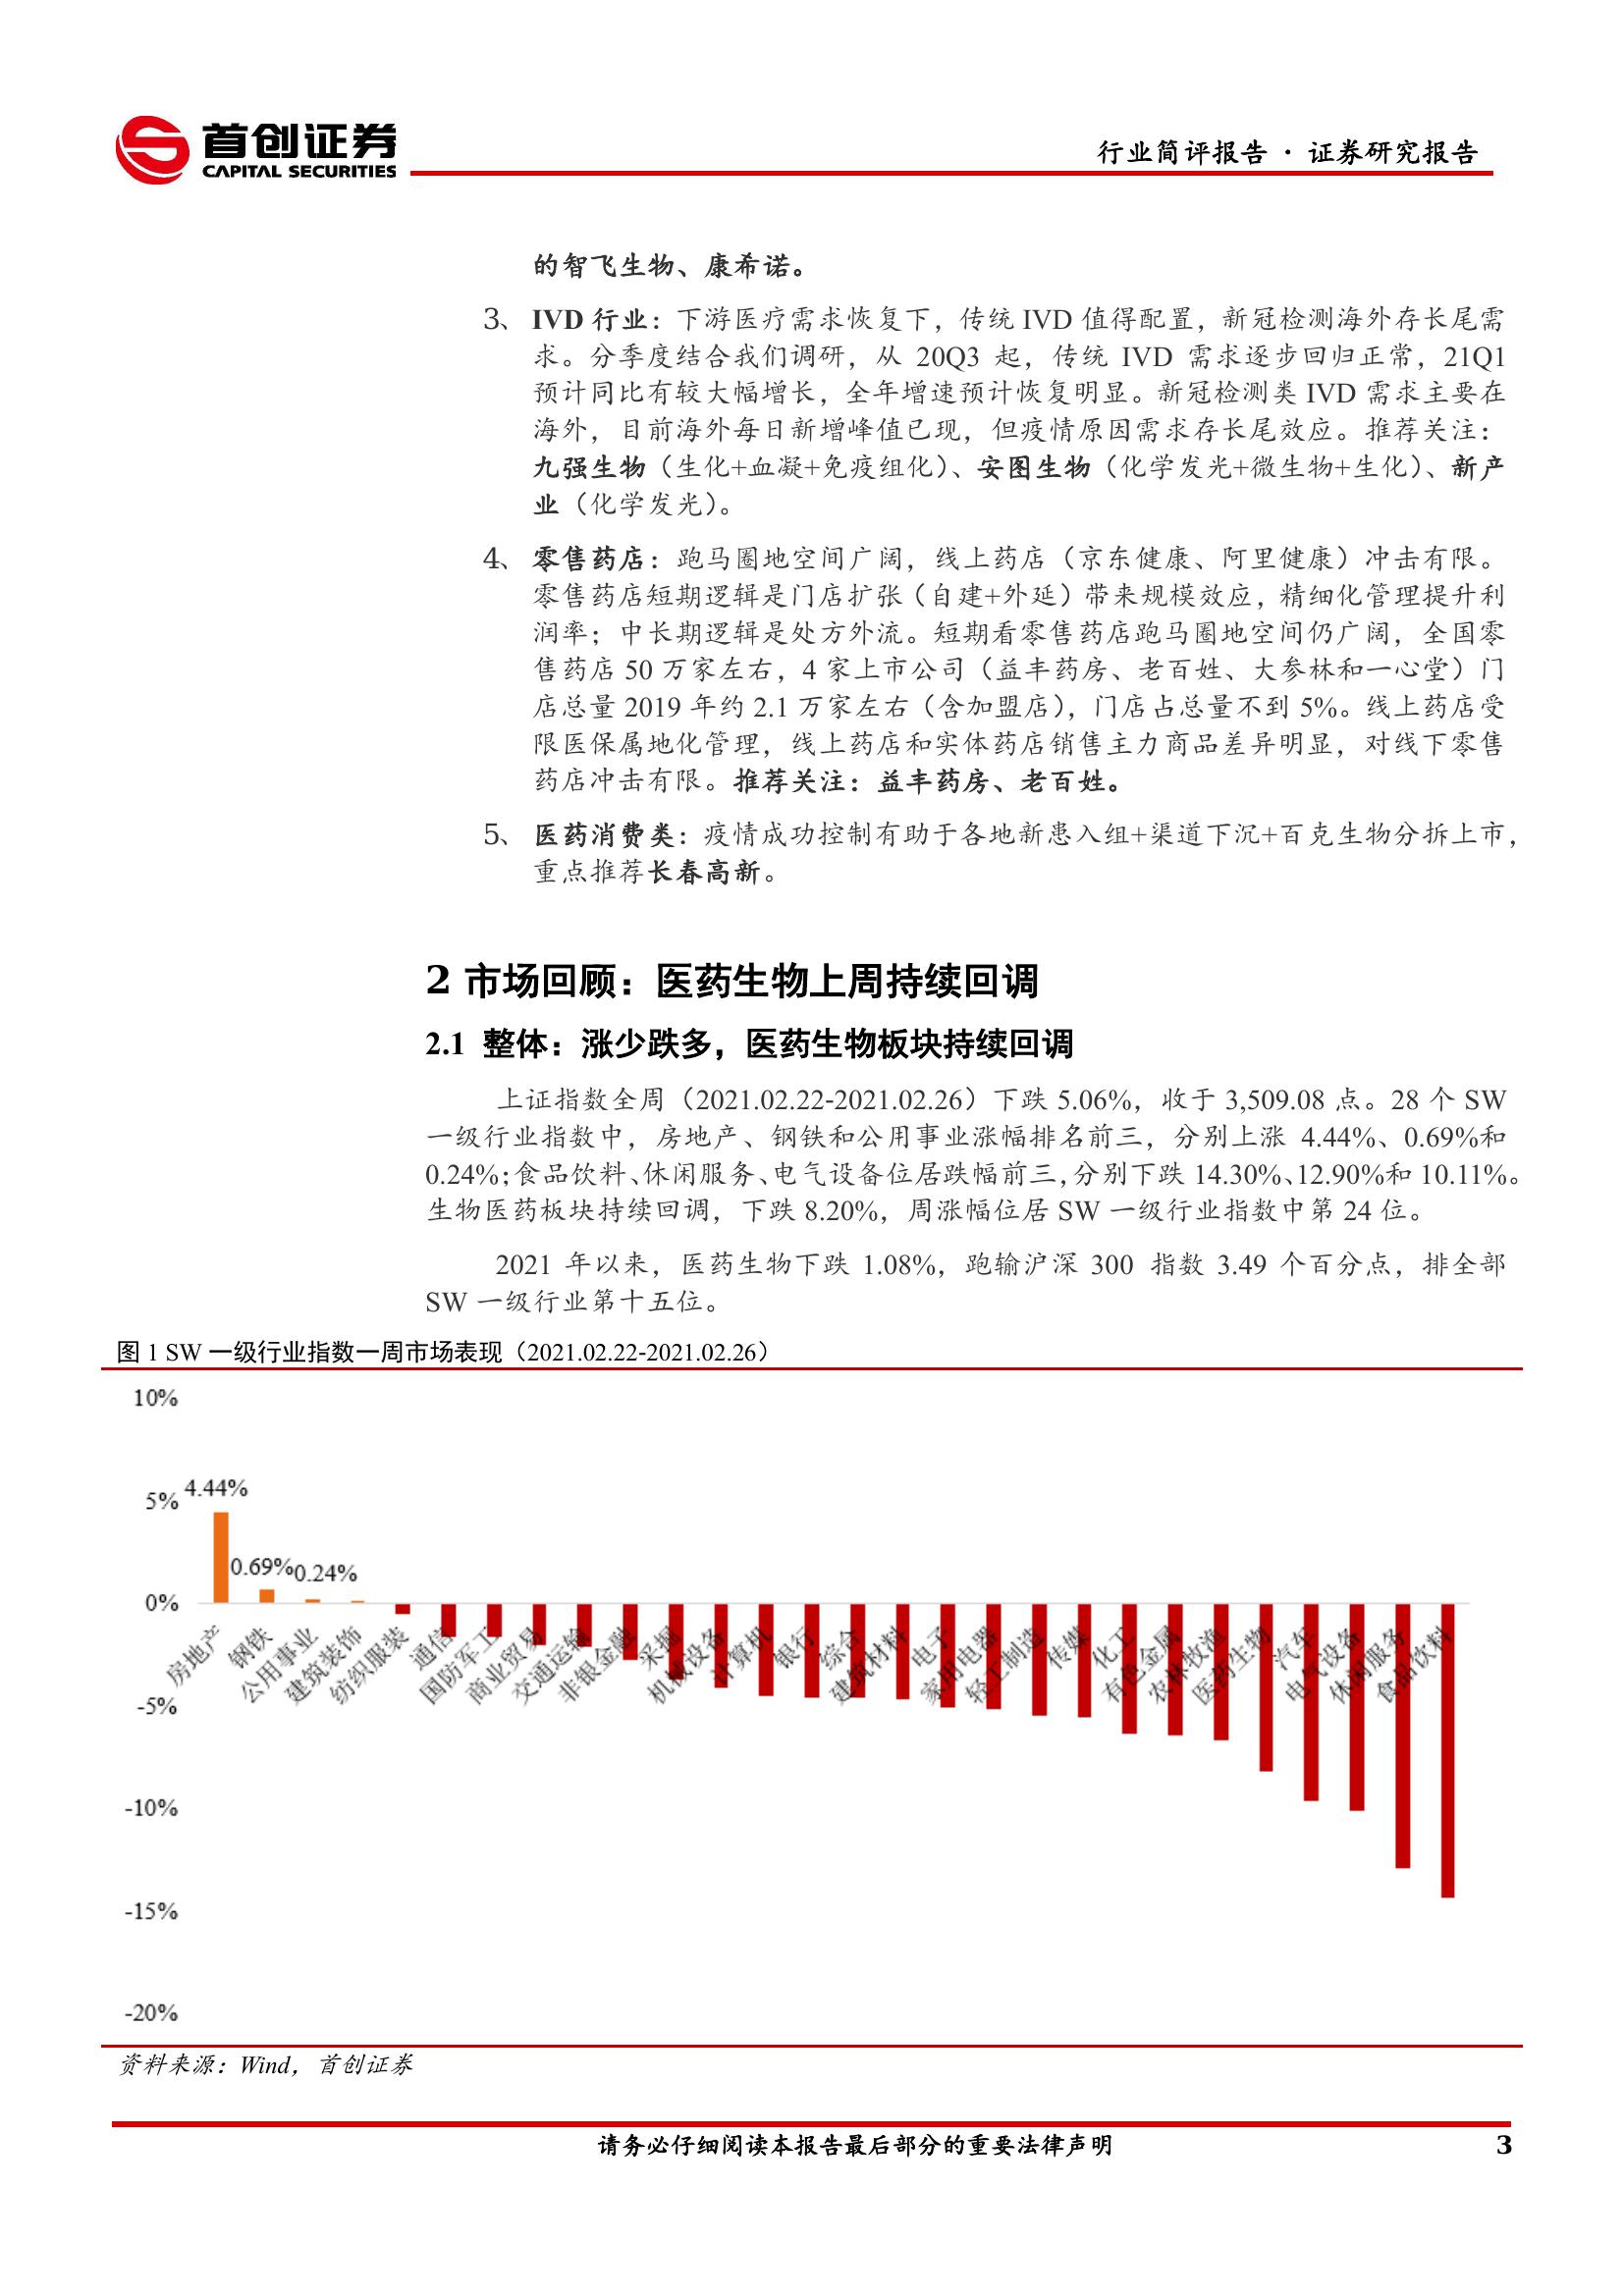 首创证券
CAPITAL SECURITIES
行业简评报告 · 证券研究报告
的智飞生物、康希诺。
3、 IVD 行业：下游医疗需求恢复下，传统 IVD 值得配置，新冠检测海外存长尾需
求。分季度结合我们调研，从 20Q3 起，传统 IVD 需求逐步回归正常，21Q1
预计同比有较大幅增长，全年增速预计恢复明显。新冠检测类 IVD 需求主要在
海外，目前海外每日新增峰值已现，但疫情原因需求存长尾效应。推荐关注：
九强生物（生化+血凝+免疫组化）、安图生物（化学发光+微生物+生化）、新产
业（化学发光）。
4、 零售药店：跑马圈地空间广阔，线上药店（京东健康、阿里健康）冲击有限。
零售药店短期逻辑是门店扩张（自建+外延）带来规模效应，精细化管理提升利
润率；中长期逻辑是处方外流。短期看零售药店跑马圈地空间仍广阔，全国零
售药店 50 万家左右，4 家上市公司（益丰药房、老百姓、大参林和一心堂）门
店总量 2019 年约 2.1 万家左右（含加盟店），门店占总量不到 5%。线上药店受
限医保属地化管理，线上药店和实体药店销售主力商品差异明显，对线下零售
药店冲击有限。推荐关注：益丰药房、老百姓。
5、 医药消费类：疫情成功控制有助于各地新患入组+渠道下沉+百克生物分拆上市，
重点推荐长春高新。
2 市场回顾：医药生物上周持续回调
2.1 整体：涨少跌多，医药生物板块持续回调
上证指数全周（2021.02.22-2021.02.26）下跌 5.06%，收于 3,509.08 点。28 个 SW
一级行业指数中，房地产、钢铁和公用事业涨幅排名前三，分别上涨 4.44%、0.69%和
0.24%；食品饮料、休闲服务、电气设备位居跌幅前三，分别下跌 14.30%、12.90%和 10.11%。
生物医药板块持续回调，下跌 8.20%，周涨幅位居 SW 一级行业指数中第 24 位。
2021 年以来，医药生物下跌 1.08%，跑输沪深 300 指数 3.49 个百分点，排全部
SW 一级行业第十五位。
图 1 SW 一级行业指数一周市场表现（2021.02.22-2021.02.26）
10%
5%
0%
-5%
-10%
-15%
-20%
4.44%
0.69%
0.24%
房地产
钢铁
公用事业
建筑装饰
纺织服装
通信
国防军工
商业贸易
交通运输
非银金融
采掘
机械设备
计算机
银行
综合
建筑材料
电子
家用电器
轻工制造
传媒
化工
有色金属
农林牧渔
医药生物
汽车
电气设备
休闲服务
食品饮料
资料来源：Wind，首创证券
请务必仔细阅读本报告最后部分的重要法律声明
3